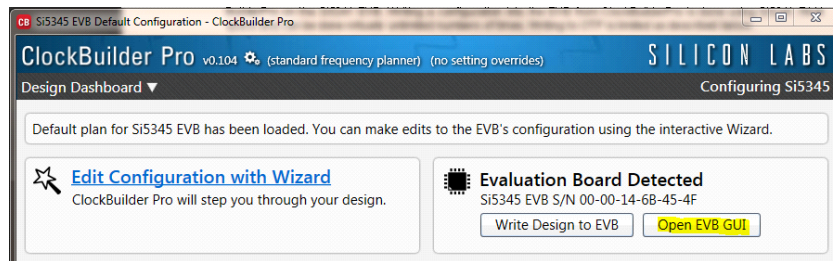 Si5345 EVB Default Configuration - ClockBuilder Pro
ClockBuilder Pro v0.104 (standard frequency planner) (no setting overrides) SILICON LABS
Design Dashboard ▼ Configuring Si5345
Default plan for Si5345 EVB has been loaded. You can make edits to the EVB's configuration using the interactive Wizard.
Edit Configuration with Wizard
ClockBuilder Pro will step you through your design.
Evaluation Board Detected
Si5345 EVB S/N 00-00-14-6B-45-4F
Write Design to EVB Open EVB GUI